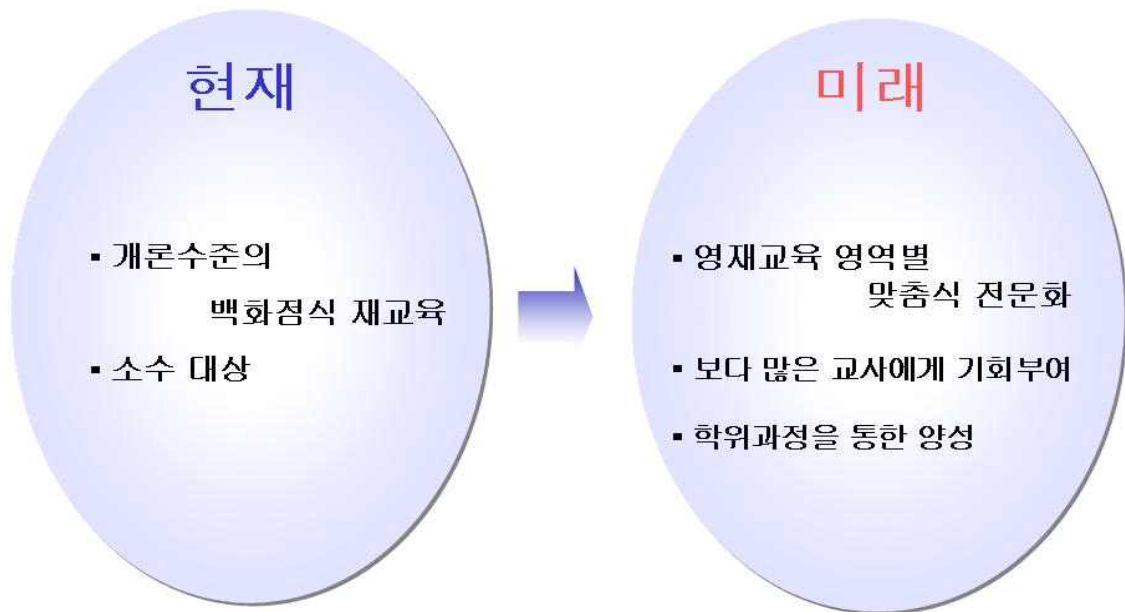 현재
▪ 개론수준의
백화점식 재교육
▪ 소수 대상
미래
▪ 영재교육 영역별
맞춤식 전문화
▪ 보다 많은 교사에게 기회부여
▪ 학위과정을 통한 양성